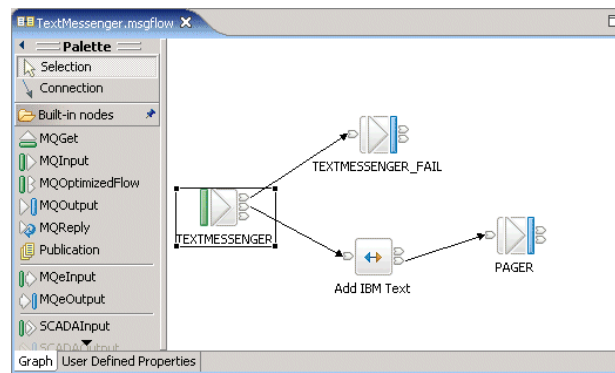 TextMessenger.msgflow
Palette
Selection
Connection
Built-in nodes
MQGet
MQInput
MQOptimizedFlow
MQOutput
MQReply
Publication
MQeInput
MQeOutput
SCADAInput
SCADAOutput
TEXTMESSENGER_FAIL
TEXTMESSENGER
Add IBM Text
PAGER
Graph
User Defined Properties